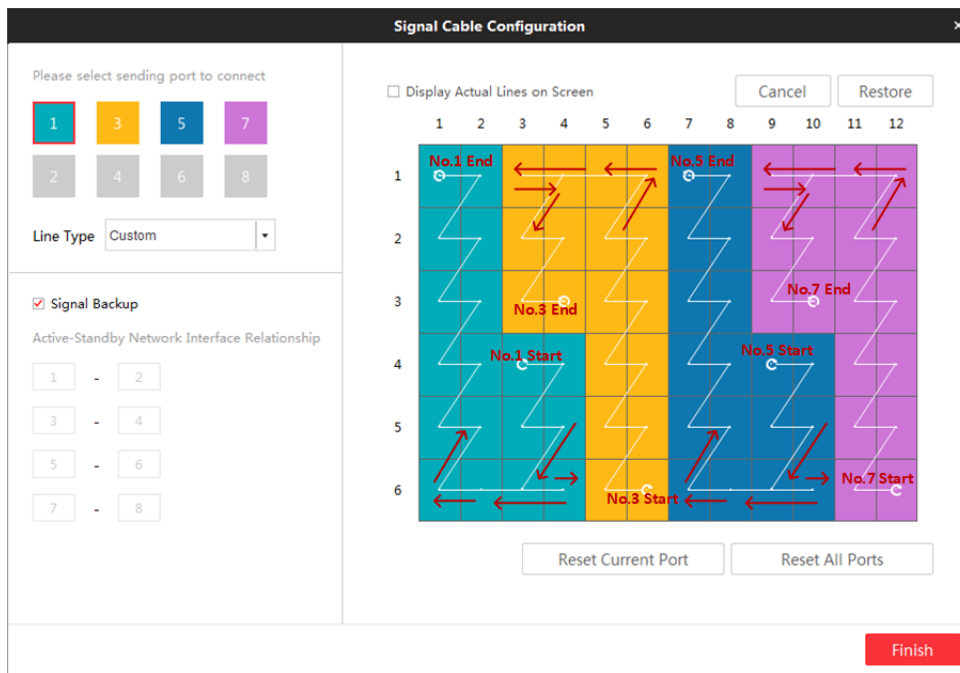 Signal Cable Configuration ×
Please select sending port to connect
1 3 5 7
2 4 6 8
Line Type Custom
Signal Backup
Active-Standby Network Interface Relationship
1 - 2
3 - 4
5 - 6
7 - 8
Display Actual Lines on Screen Cancel Restore
1 2 3 4 5 6 7 8 9 10 11 12
No.1 End No.5 End
1
2
No.7 End
3
No.3 End
No.1 Start No.5 Start
4
5
No.7 Start
6
No.3 Start
Reset Current Port Reset All Ports
Finish